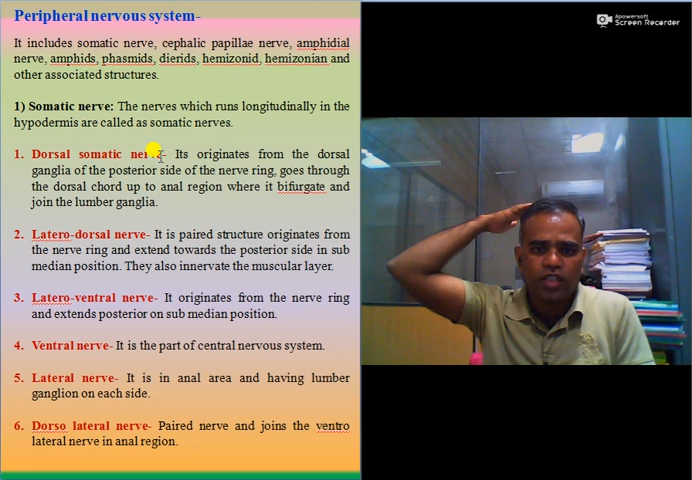 Peripheral nervous system-
It includes somatic nerve, cephalic papillae nerve, amphidial
nerve, amphids, phasmids, dierids, hemizonid, hemizonian and
other associated structures.
1) Somatic nerve: The nerves which runs longitudinally in the
hypodermis are called as somatic nerves.
1. Dorsal somatic nerve- Its originates from the dorsal
ganglia of the posterior side of the nerve ring, goes through
the dorsal chord up to anal region where it bifurgate and
join the lumber ganglia.
2. Latero-dorsal nerve- It is paired structure originates from
the nerve ring and extend towards the posterior side in sub
median position. They also innervate the muscular layer.
3. Latero-ventral nerve- It originates from the nerve ring
and extends posterior on sub median position.
4. Ventral nerve- It is the part of central nervous system.
5. Lateral nerve- It is in anal area and having lumber
ganglion on each side.
6. Dorso lateral nerve- Paired nerve and joins the ventro
lateral nerve in anal region.
Apowersoft
Screen Recorder